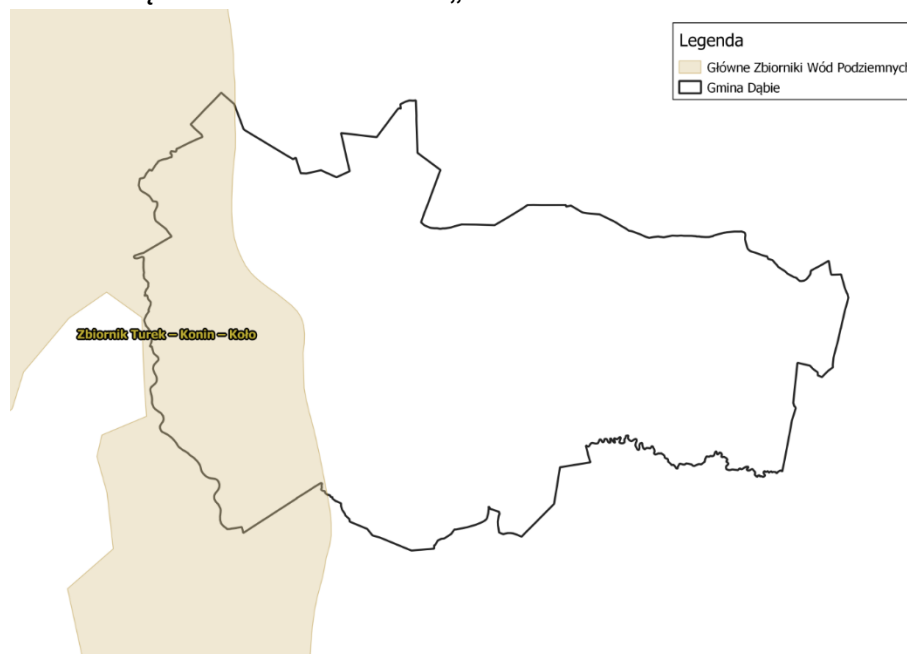 Legenda
Główne Zbiorniki Wód Podziemnych
Gmina Dąbie
Zbiornik Turek – Konin – Koło